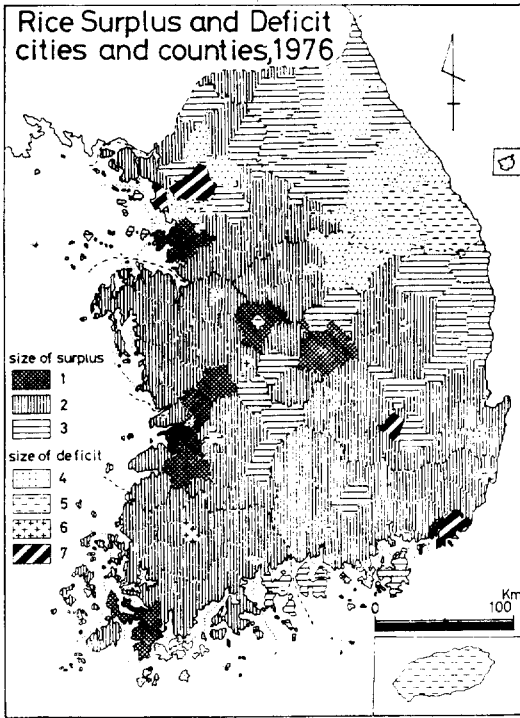 Rice Surplus and Deficit
cities and counties,1976
size of surplus
1
2
3
size of deficit
4
5
6
7
Km
0 100